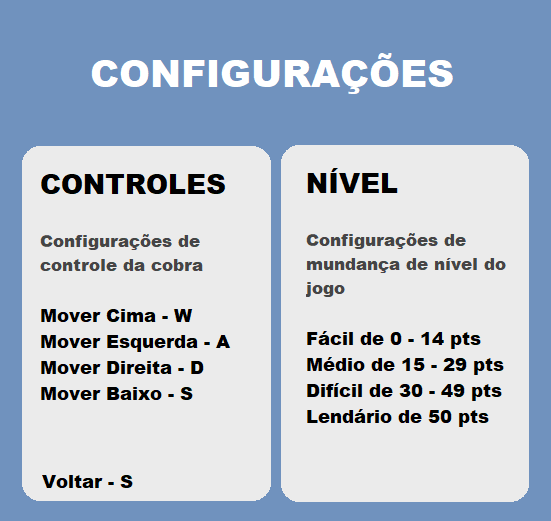 CONFIGURAÇÕES
CONTROLES
Configurações de
controle da cobra
Mover Cima - W
Mover Esquerda - A
Mover Direita - D
Mover Baixo - S
Voltar - S
NÍVEL
Configurações de
mundança de nível do
jogo
Fácil de 0 - 14 pts
Médio de 15 - 29 pts
Difícil de 30 - 49 pts
Lendário de 50 pts